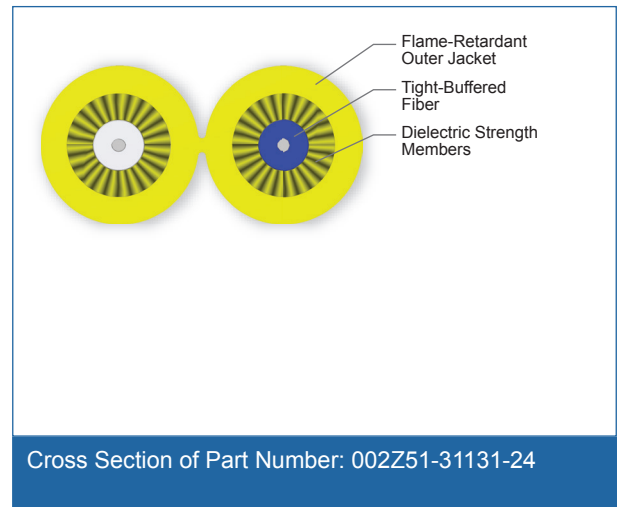 Flame-Retardant
Outer Jacket
Tight-Buffered
Fiber
Dielectric Strength
Members
Cross Section of Part Number: 002Z51-31131-24